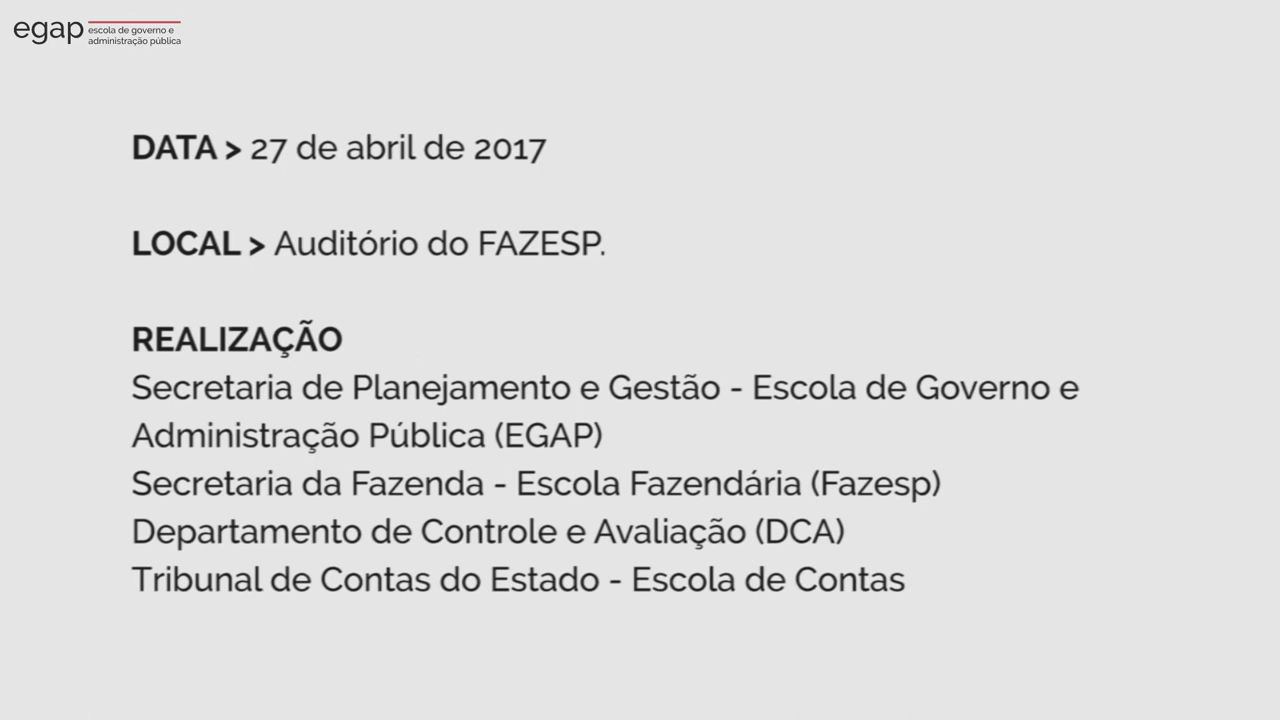 egap
escola de governo e
administração pública
DATA > 27 de abril de 2017
LOCAL > Auditório do FAZESP.
REALIZAÇÃO
Secretaria de Planejamento e Gestão - Escola de Governo e
Administração Pública (EGAP)
Secretaria da Fazenda - Escola Fazendária (Fazesp)
Departamento de Controle e Avaliação (DCA)
Tribunal de Contas do Estado - Escola de Contas